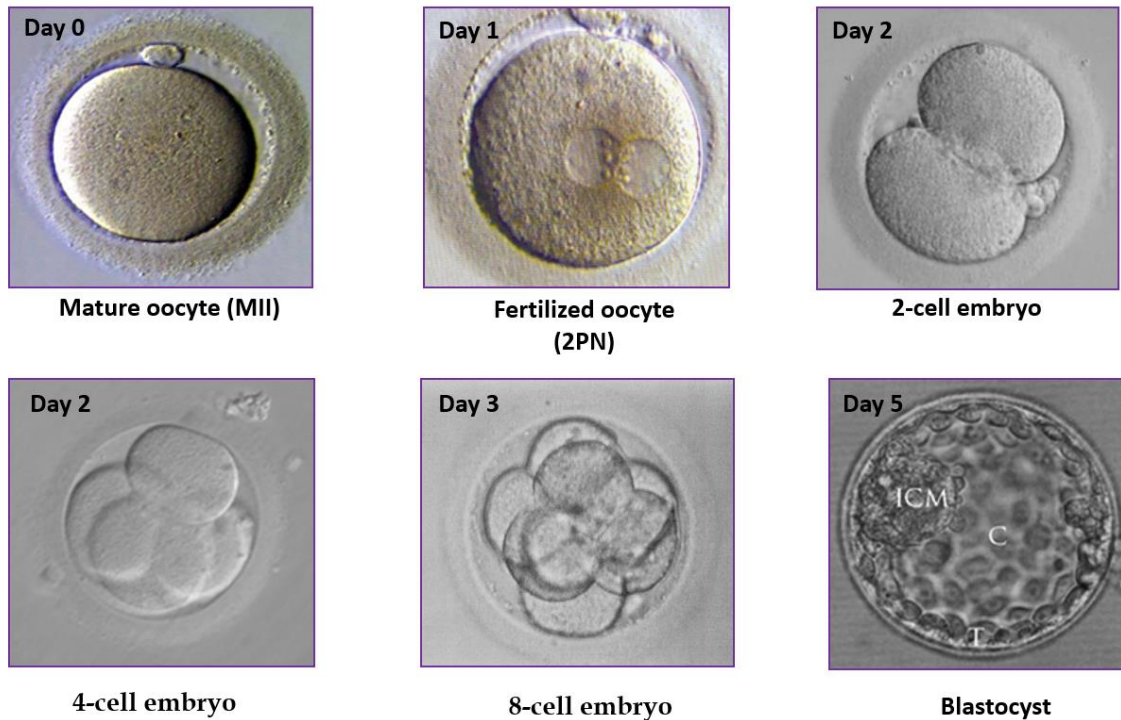 Day 0
Day 1
Day 2
Mature oocyte (MII)
Fertilized oocyte
(2PN)
2-cell embryo
Day 2
Day 3
Day 5
ICM
C
T
4-cell embryo
8-cell embryo
Blastocyst